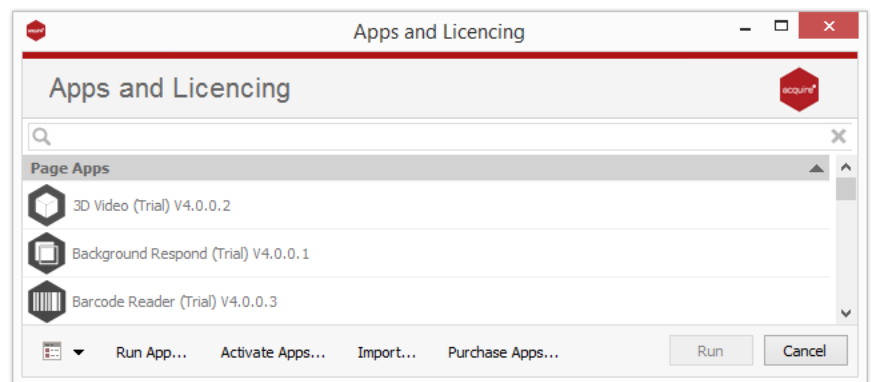 Apps and Licencing
Apps and Licencing
acquire
Page Apps
3D Video (Trial) V4.0.0.2
Background Respond (Trial) V4.0.0.1
Barcode Reader (Trial) V4.0.0.3
Run App... Activate Apps... Import... Purchase Apps... Run Cancel